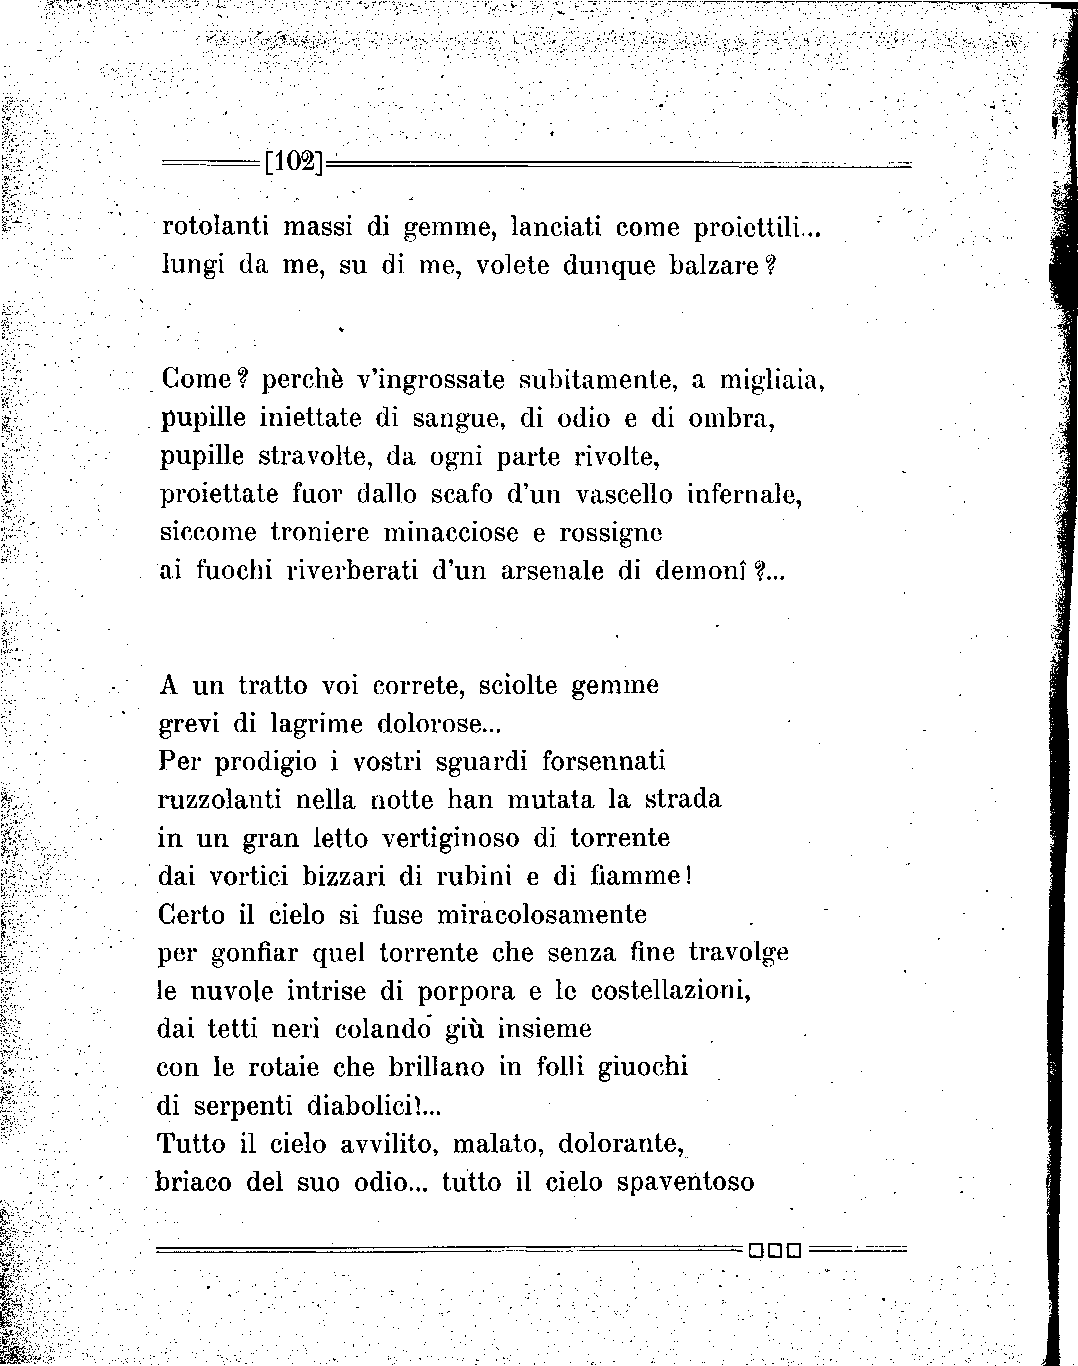 [102]
rotolanti massi di gemme, lanciati come proiettili...
lungi da me, su di me, volete dunque balzare?
Come? perchè v'ingrossate subitamente, a migliaia,
pupille iniettate di sangue, di odio e di ombra,
pupille stravolte, da ogni parte rivolte,
proiettate fuor dallo scafo d'un vascello infernale,
siccome troniere minacciose e rossigne
ai fuochi riverberati d'un arsenale di demonî?...
A un tratto voi correte, sciolte gemme
grevi di lagrime dolorose...
Per prodigio i vostri sguardi forsennati
ruzzolanti nella notte han mutata la strada
in un gran letto vertiginoso di torrente
dai vortici bizzari di rubini e di fiamme!
Certo il cielo si fuse miracolosamente
per gonfiar quel torrente che senza fine travolge
le nuvole intrise di porpora e le costellazioni,
dai tetti neri colando giù insieme
con le rotaie che brillano in folli giuochi
di serpenti diabolici!...
Tutto il cielo avvilito, malato, dolorante,
briaco del suo odio... tutto il cielo spaventoso